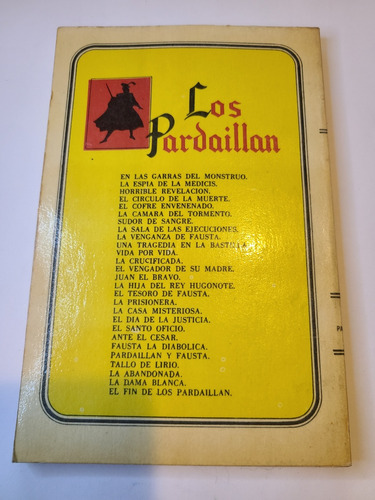 Los
Pardaillan
EN LAS GARRAS DEL MONSTRUO.
LA ESPIA DE LA MEDICIS.
HORRIBLE REVELACION.
EL CIRCULO DE LA MUERTE.
EL COFRE ENVENENADO.
LA CAMARA DEL TORMENTO.
SUDOR DE SANGRE.
LA SALA DE LAS EJECUCIONES.
LA VENGANZA DE FAUSTA.
UNA TRAGEDIA EN LA BASTILLA.
VIDA POR VIDA.
LA CRUCIFICADA.
EL VENGADOR DE SU MADRE.
JUAN EL BRAVO.
LA HIJA DEL REY HUGONOTE.
EL TESORO DE FAUSTA.
LA PRISIONERA.
LA CASA MISTERIOSA.
EL DIA DE LA JUSTICIA.
EL SANTO OFICIO.
ANTE EL CESAR.
FAUSTA LA DIABOLICA.
PARDAILLAN Y FAUSTA.
TALLO DE LIRIO.
LA ABANDONADA.
LA DAMA BLANCA.
EL FIN DE LOS PARDAILLAN.
PA